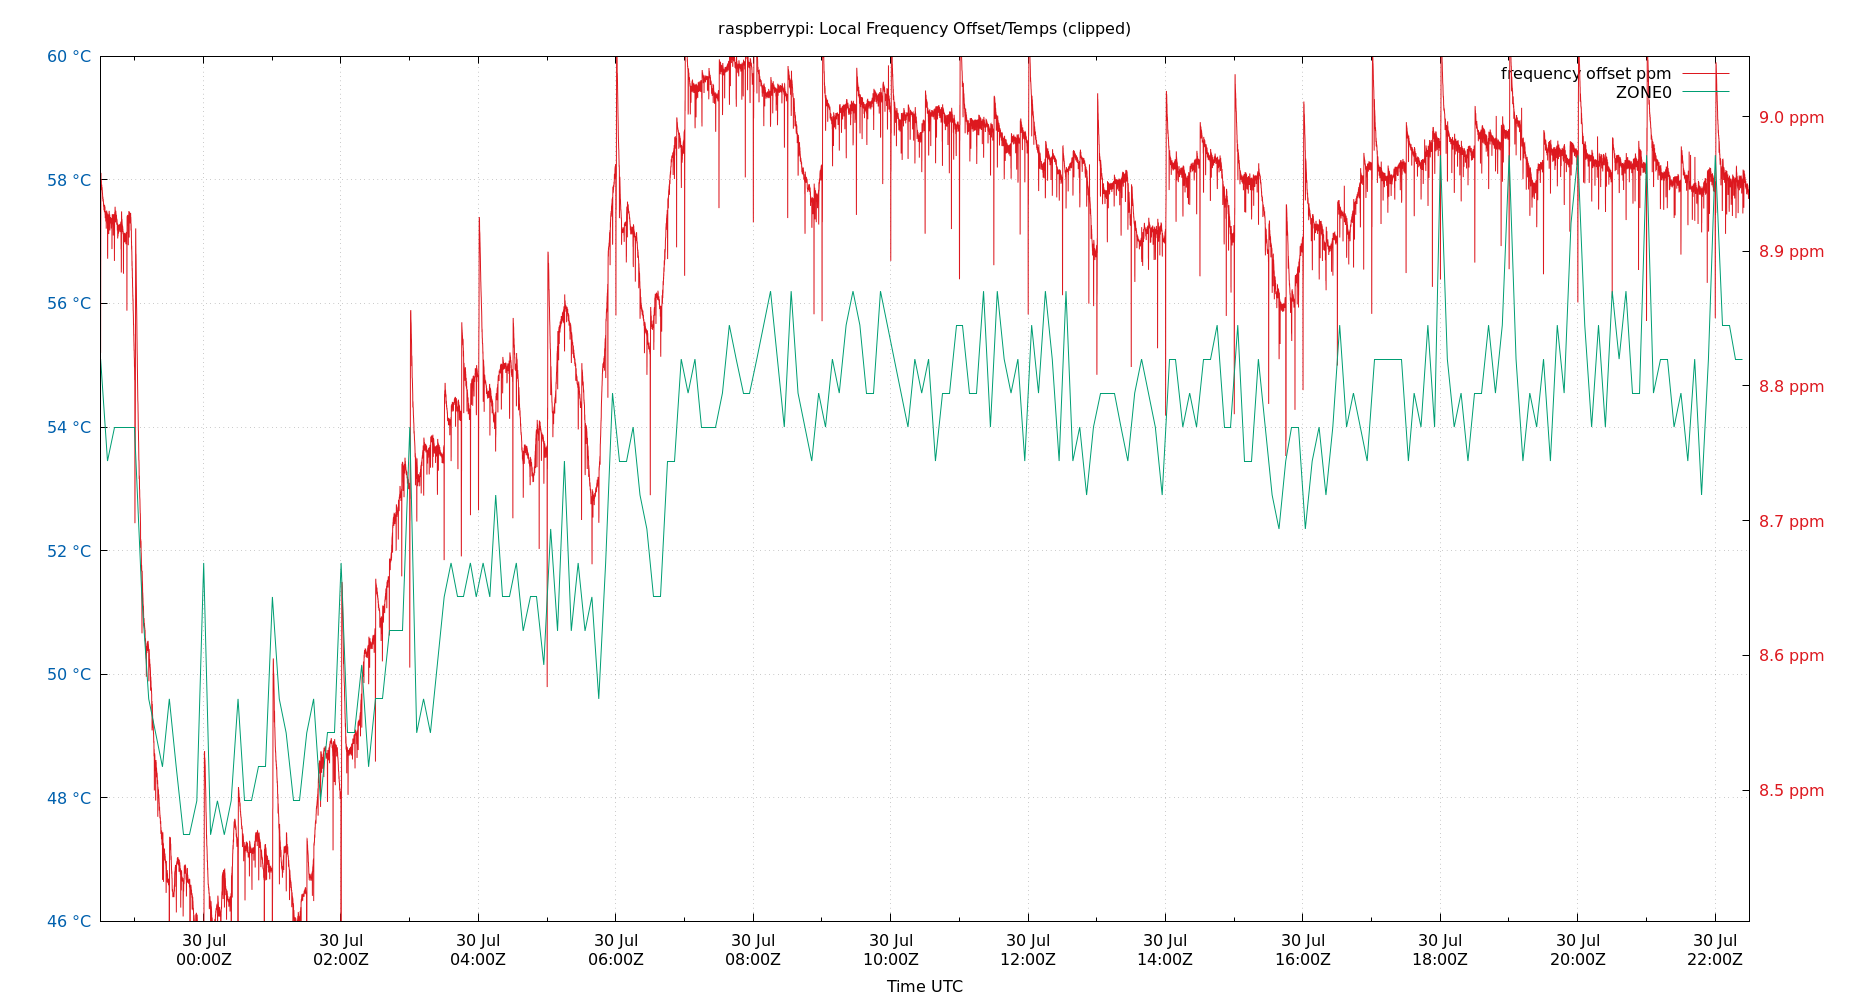 raspberrypi: Local Frequency Offset/Temps (clipped)
60 °C
58 °C
56 °C
54 °C
52 °C
50 °C
48 °C
46 °C
frequency offset ppm
ZONE0
9.0 ppm
8.9 ppm
8.8 ppm
8.7 ppm
8.6 ppm
8.5 ppm
30 Jul 30 Jul 30 Jul 30 Jul 30 Jul 30 Jul 30 Jul 30 Jul 30 Jul 30 Jul 30 Jul 30 Jul
00:00Z 02:00Z 04:00Z 06:00Z 08:00Z 10:00Z 12:00Z 14:00Z 16:00Z 18:00Z 20:00Z 22:00Z
Time UTC